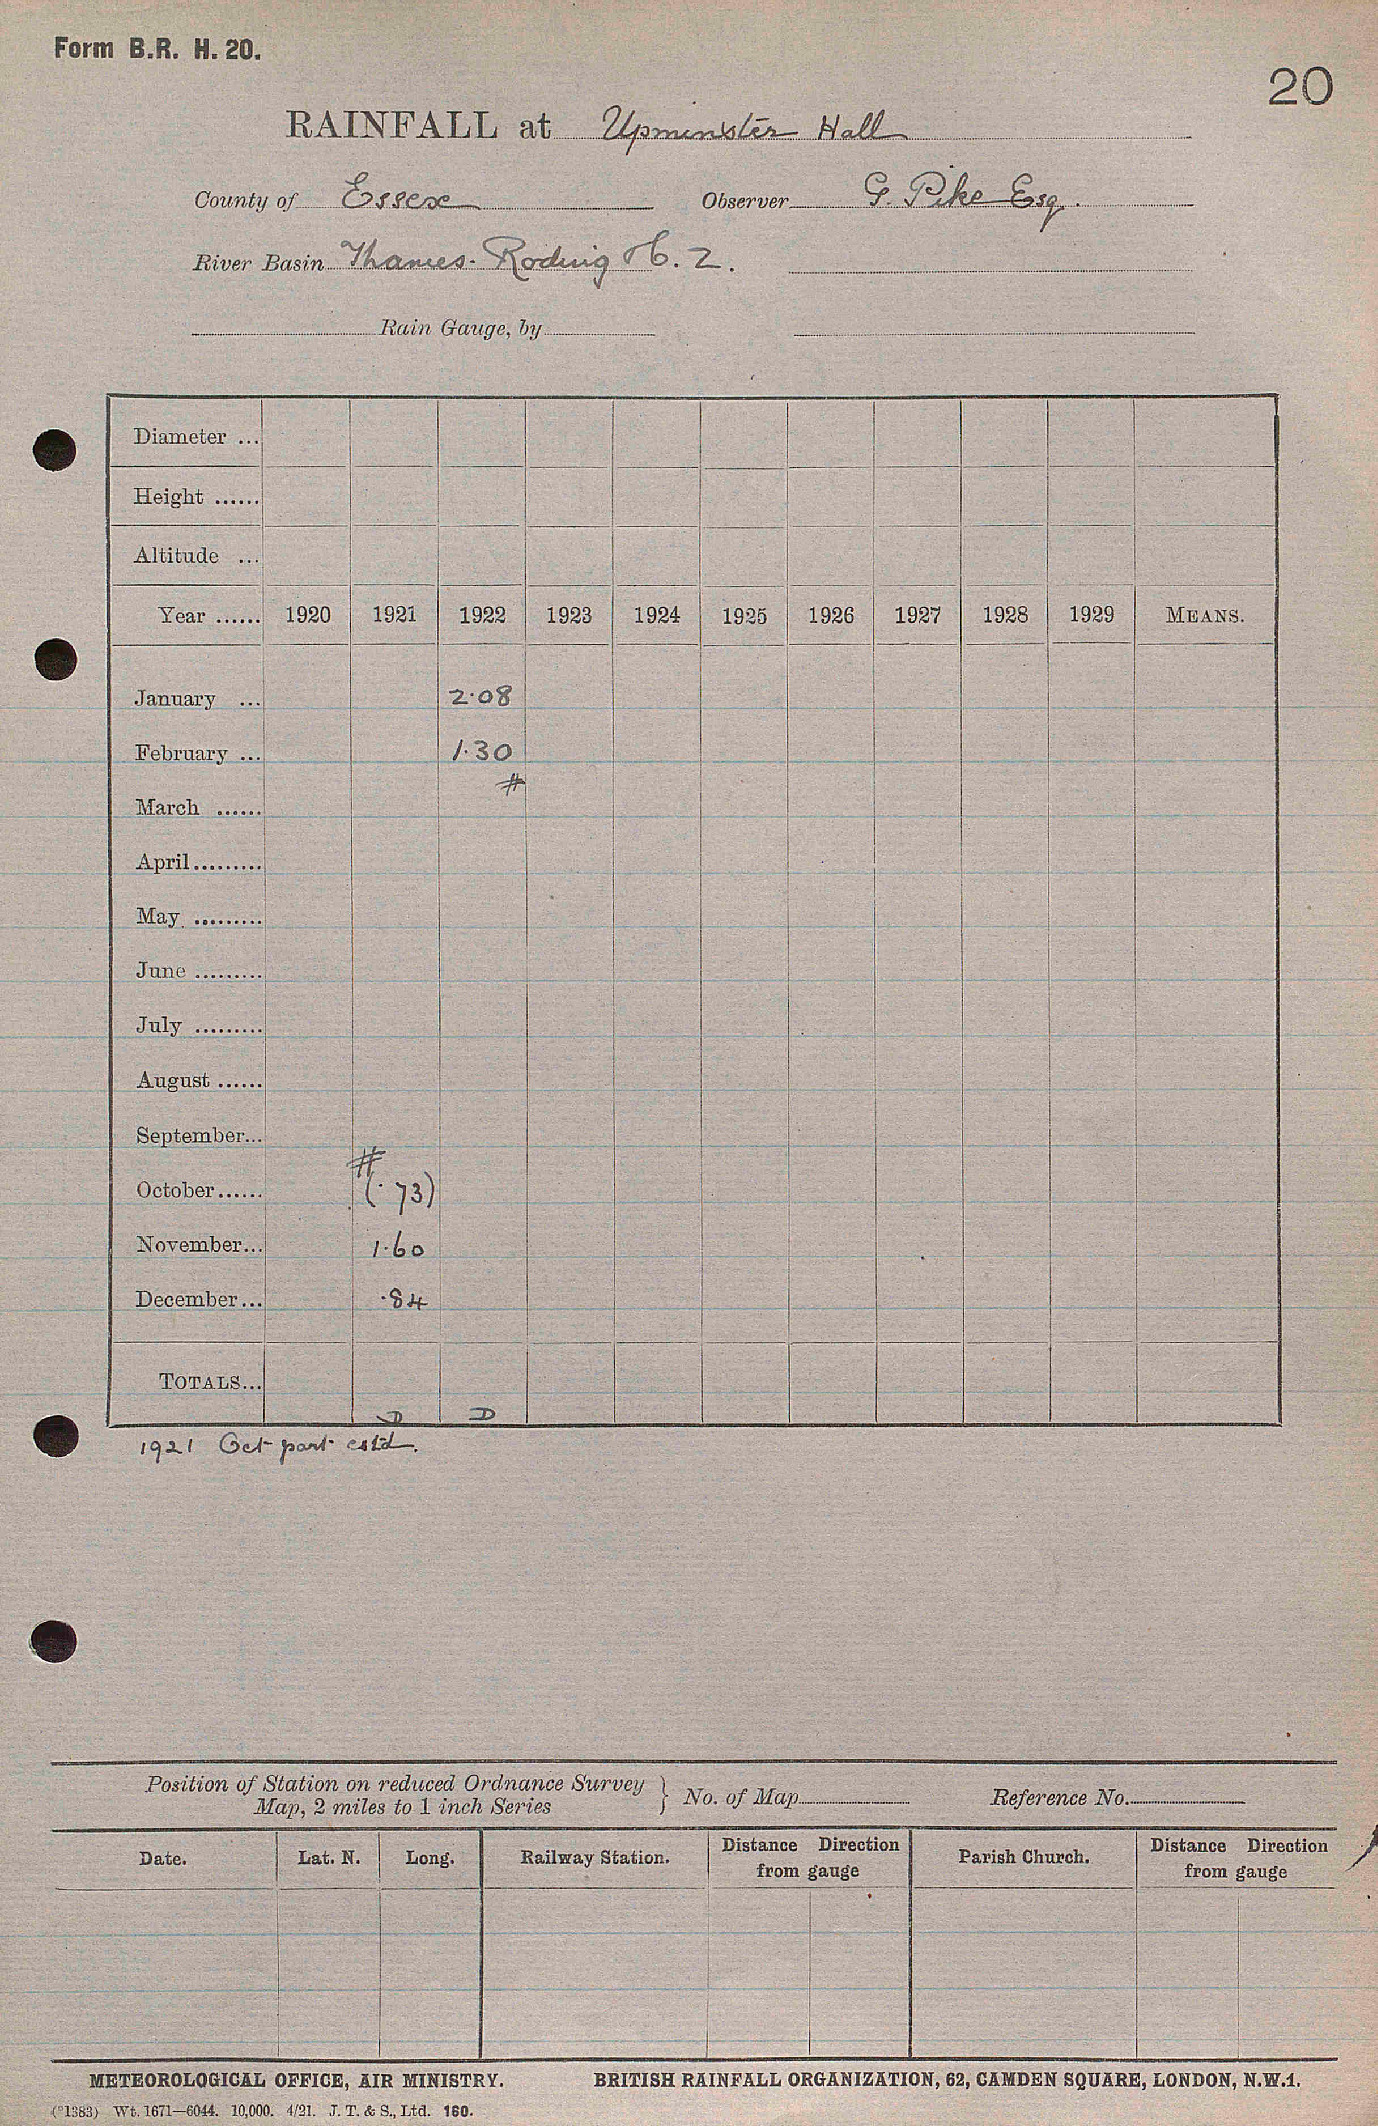 Form B.R. H. 20.
20
RAINFALL at Upminster Hall
County of Essex Observer G. Pike Esq.
River Basin Thames. Roding 2.
Rain Gauge, by
Diameter ...
Height ......
Altitude ...
Year ...... 1920 1921 1922 1923 1924 1925 1926 1927 1928 1929 MEANS.
January ... 2.08
February ... 1.30
#
March ......
April.........
May .........
June .........
July .........
August ......
September...
#
October...... (.73)
November... 1.60
December... .84
TOTALS...
D D
1921 Oct part estd.
Position of Station on reduced Ordnance Survey
Map, 2 miles to 1 inch Series } No. of Map Reference No.
Date. Lat. N. Long. Railway Station. Distance Direction from gauge Parish Church. Distance Direction from gauge
METEOROLOGICAL OFFICE, AIR MINISTRY. BRITISH RAINFALL ORGANIZATION, 62, CAMDEN SQUARE, LONDON, N.W.1.
(*1383) Wt. 1671—6044. 10,000. 4/21. J. T. & S., Ltd. 160.